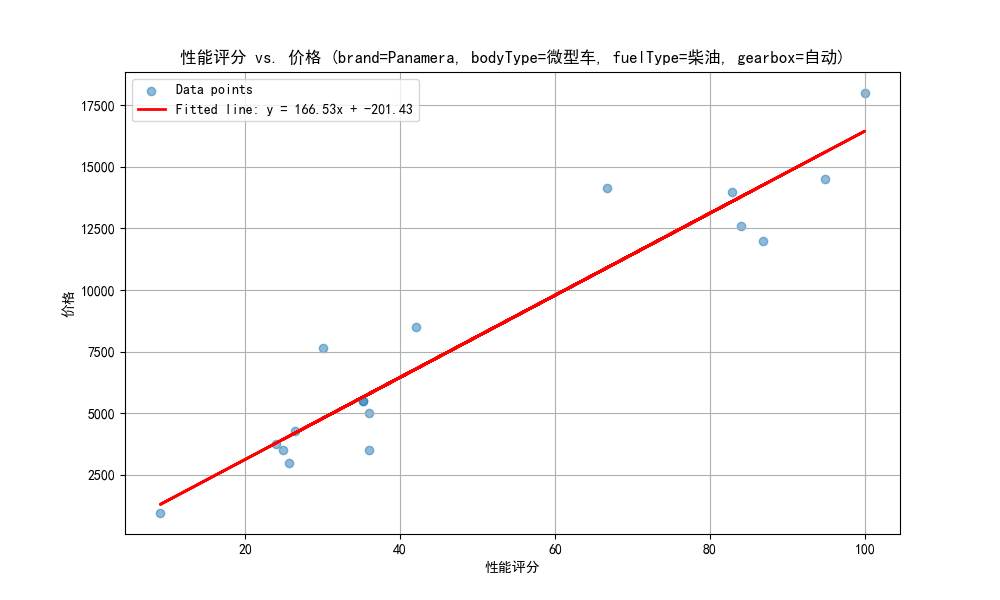 性能评分 vs. 价格 (brand=Panamera, bodyType=微型车, fuelType=柴油, gearbox=自动)
Data points
Fitted line: y = 166.53x + -201.43
17500
15000
12500
10000
7500
5000
2500
价格
20 40 60 80 100
性能评分